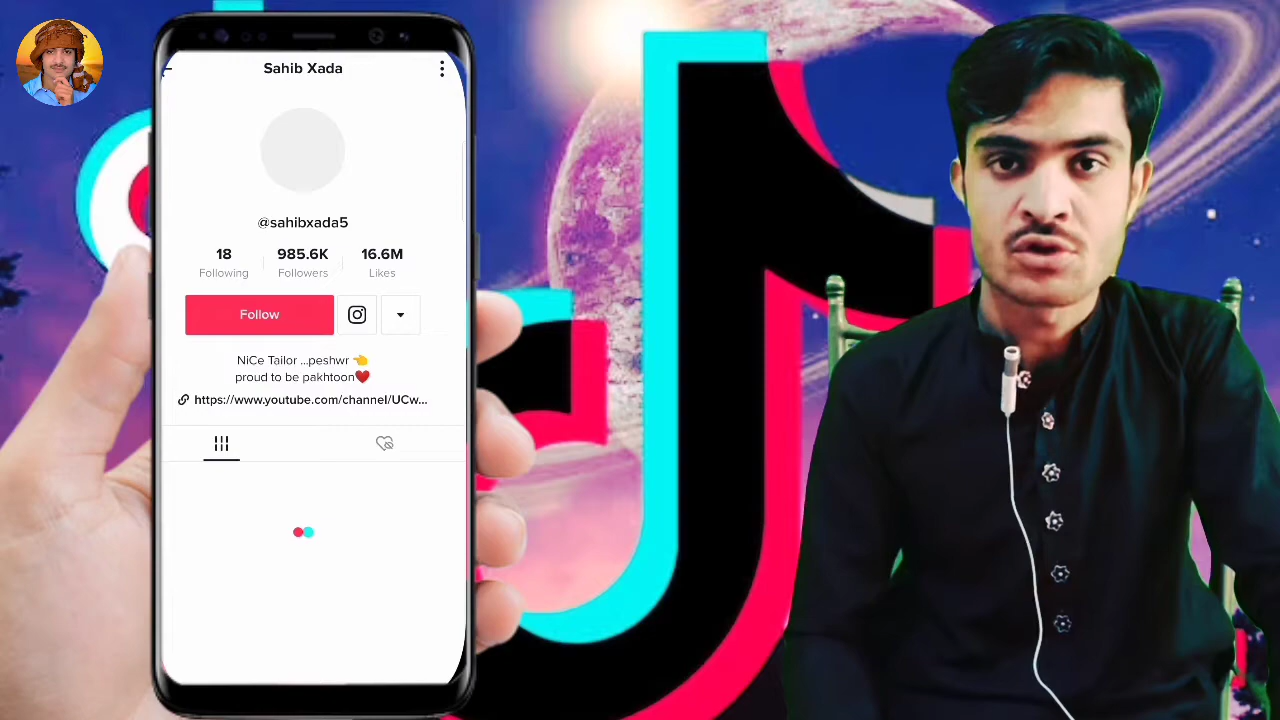 Sahib Xada
@sahibxada5
18 985.6K 16.6M
Following Followers Likes
Follow
NiCe Tailor ...peshwr 👈
proud to be pakhtoon❤️
https://www.youtube.com/channel/UCw...